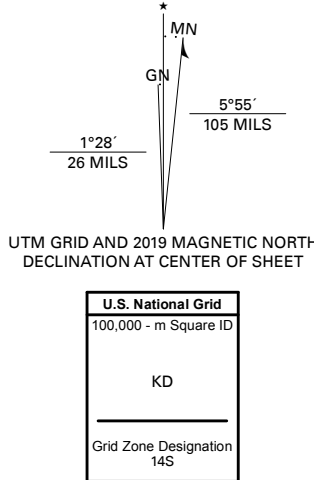 ★
MN
GN
5°55´
105 MILS
1°28´
26 MILS
UTM GRID AND 2019 MAGNETIC NORTH
DECLINATION AT CENTER OF SHEET
U.S. National Grid
100,000 - m Square ID
KD
Grid Zone Designation
14S